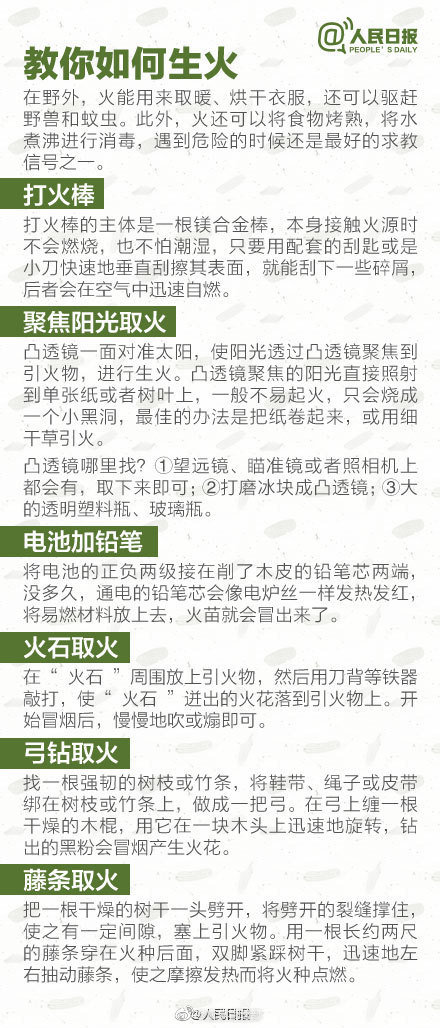 @人民日报
PEOPLE'S DAILY
教你如何生火
在野外，火能用来取暖、烘干衣服，还可以驱赶
野兽和蚊虫。此外，火还可以将食物烤熟，将水
煮沸进行消毒，遇到危险的时候还是最好的求教
信号之一。
打火棒
打火棒的主体是一根镁合金棒，本身接触火源时
不会燃烧，也不怕潮湿，只要用配套的刮匙或是
小刀快速地垂直刮擦其表面，就能刮下一些碎屑，
后者会在空气中迅速自燃。
聚焦阳光取火
凸透镜一面对准太阳，使阳光透过凸透镜聚焦到
引火物，进行生火。凸透镜聚焦的阳光直接照射
到单张纸或者树叶上，一般不易起火，只会烧成
一个小黑洞，最佳的办法是把纸卷起来，或用细
干草引火。
凸透镜哪里找？①望远镜、瞄准镜或者照相机上
都会有，取下来即可；②打磨冰块成凸透镜；③大
的透明塑料瓶、玻璃瓶。
电池加铅笔
将电池的正负两级接在削了木皮的铅笔芯两端，
没多久，通电的铅笔芯会像电炉丝一样发热发红，
将易燃材料放上去，火苗就会冒出来了。
火石取火
在“ 火石 ”周围放上引火物，然后用刀背等铁器
敲打，使“ 火石 ”迸出的火花落到引火物上。开
始冒烟后，慢慢地吹或煽即可。
弓钻取火
找一根强韧的树枝或竹条，将鞋带、绳子或皮带
绑在树枝或竹条上，做成一把弓。在弓上缠一根
干燥的木棍，用它在一块木头上迅速地旋转，钻
出的黑粉会冒烟产生火花。
藤条取火
把一根干燥的树干一头劈开，将劈开的裂缝撑住，
使之有一定间隙，塞上引火物。用一根长约两尺
的藤条穿在火种后面，双脚紧踩树干，迅速地左
右抽动藤条，使之摩擦发热而将火种点燃。
@人民日报